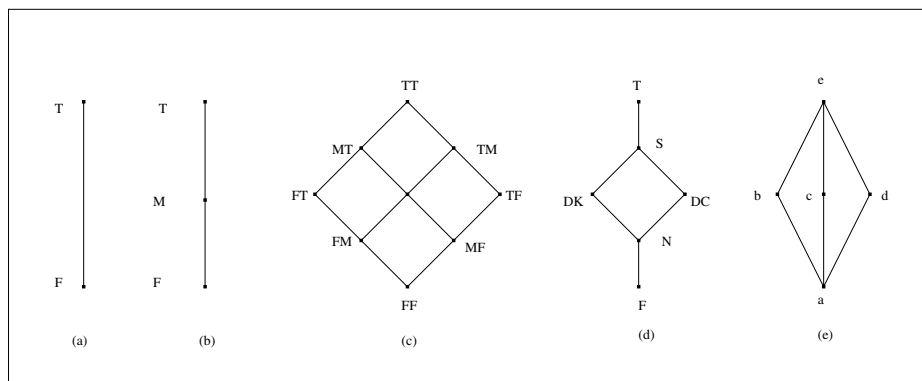 TT
T T T e
MT TM S
M FT TF b c d
DK DC
FM MF N
F F FF F a
(a) (b) (c) (d) (e)